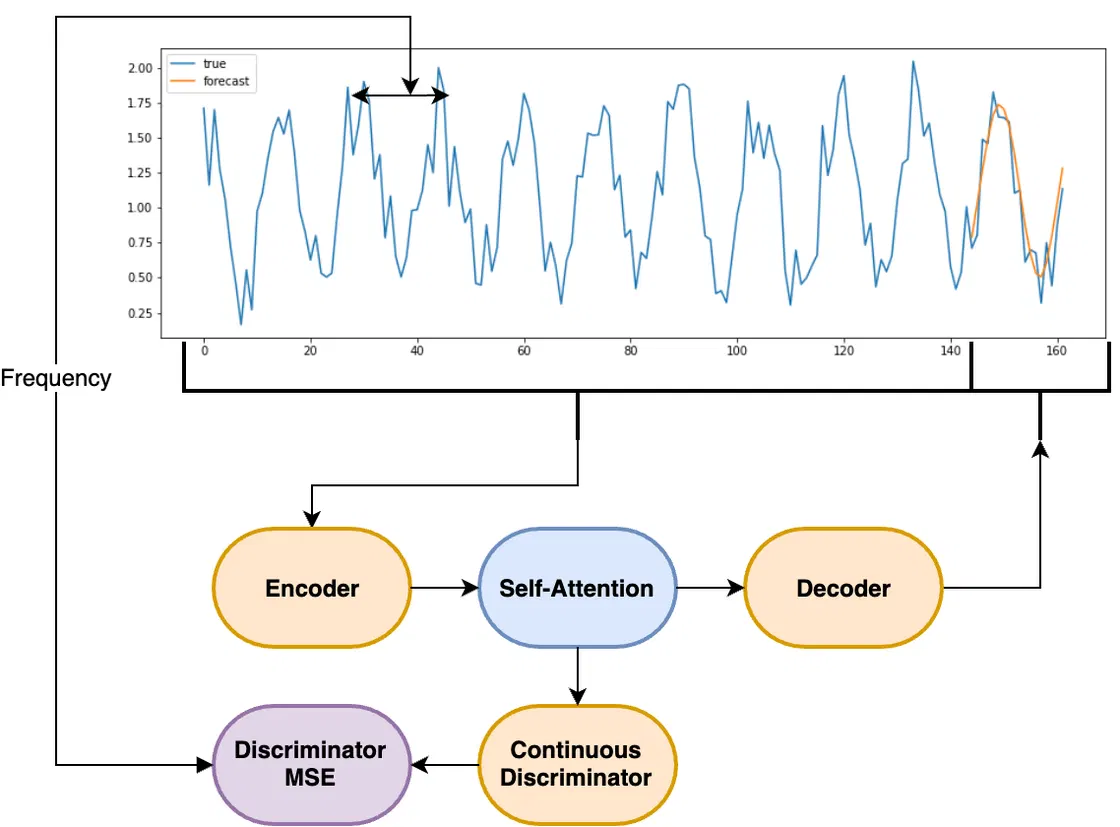 true
forecast
2.00
1.75
1.50
1.25
1.00
0.75
0.50
0.25
0 20 40 60 80 100 120 140 160
Frequency
Encoder
Self-Attention
Decoder
Discriminator
MSE
Continuous
Discriminator